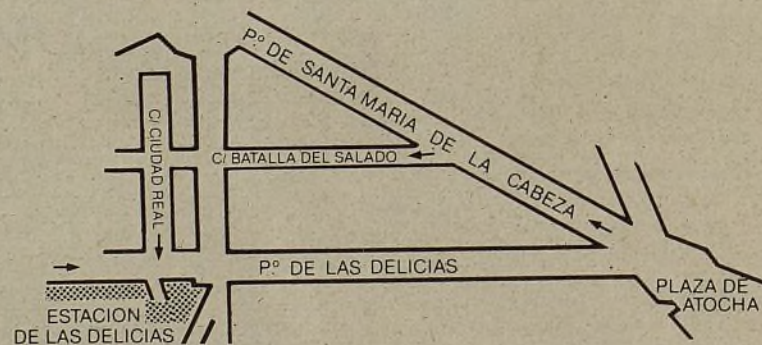 Pº DE SANTA MARIA DE LA CABEZA
C/ CIUDAD REAL
C/ BATALLA DEL SALADO
Pº DE LAS DELICIAS
PLAZA DE
ATOCHA
ESTACION
DE LAS DELICIAS